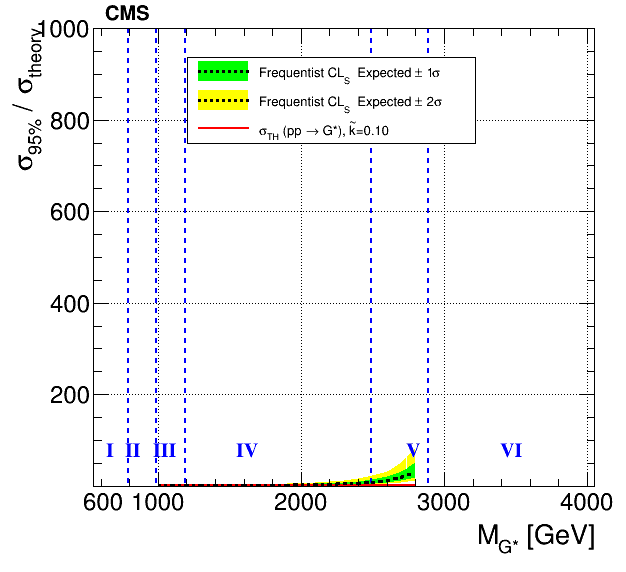 CMS
σ95% / σtheory
1000
800
600
400
200
Frequentist CLS Expected ± 1σ
Frequentist CLS Expected ± 2σ
σTH (pp → G*), k̃=0.10
I II III IV V VI
600 1000 2000 3000 4000
MG* [GeV]